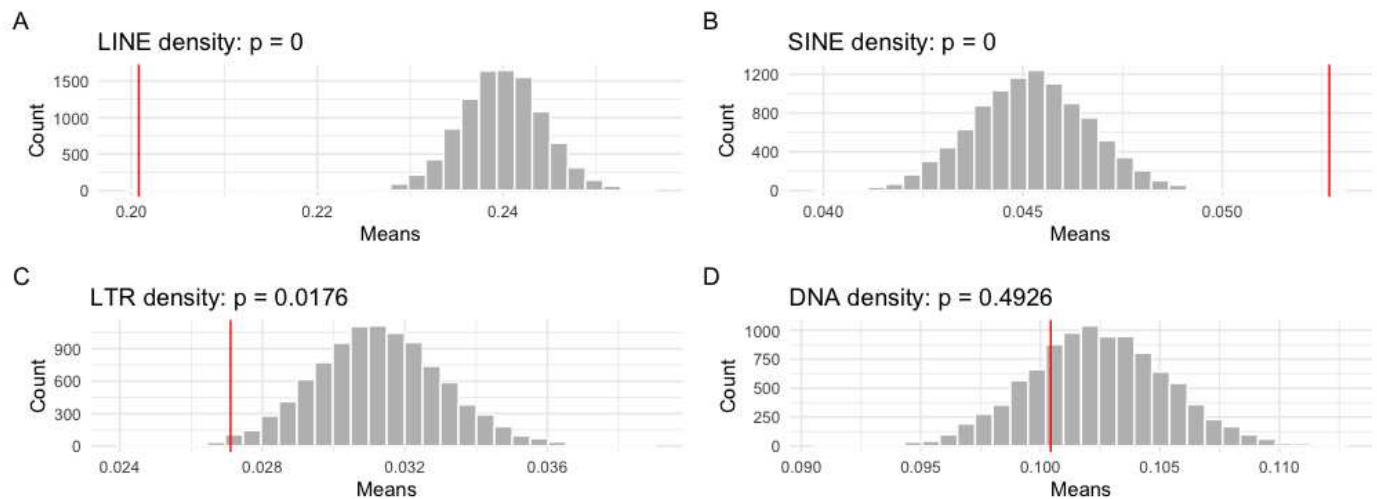 A
LINE density: p = 0
Count
1500
1000
500
0
0.20 0.22 0.24
Means
B
SINE density: p = 0
Count
1200
800
400
0
0.040 0.045 0.050
Means
C
LTR density: p = 0.0176
Count
900
600
300
0
0.024 0.028 0.032 0.036
Means
D
DNA density: p = 0.4926
Count
1000
750
500
250
0
0.090 0.095 0.100 0.105 0.110
Means